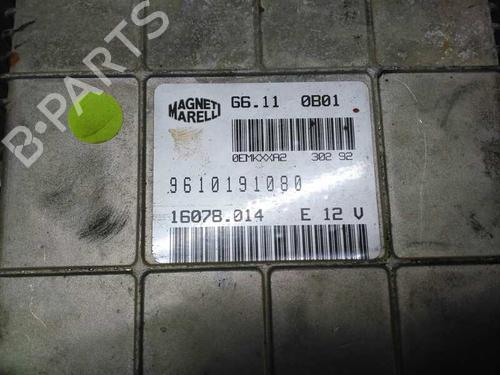 B-PARTS
MAGNETI MARELLI
G6.11 0B01
0EMKXXA2 302 92
9610191080
16078.014 E 12 V